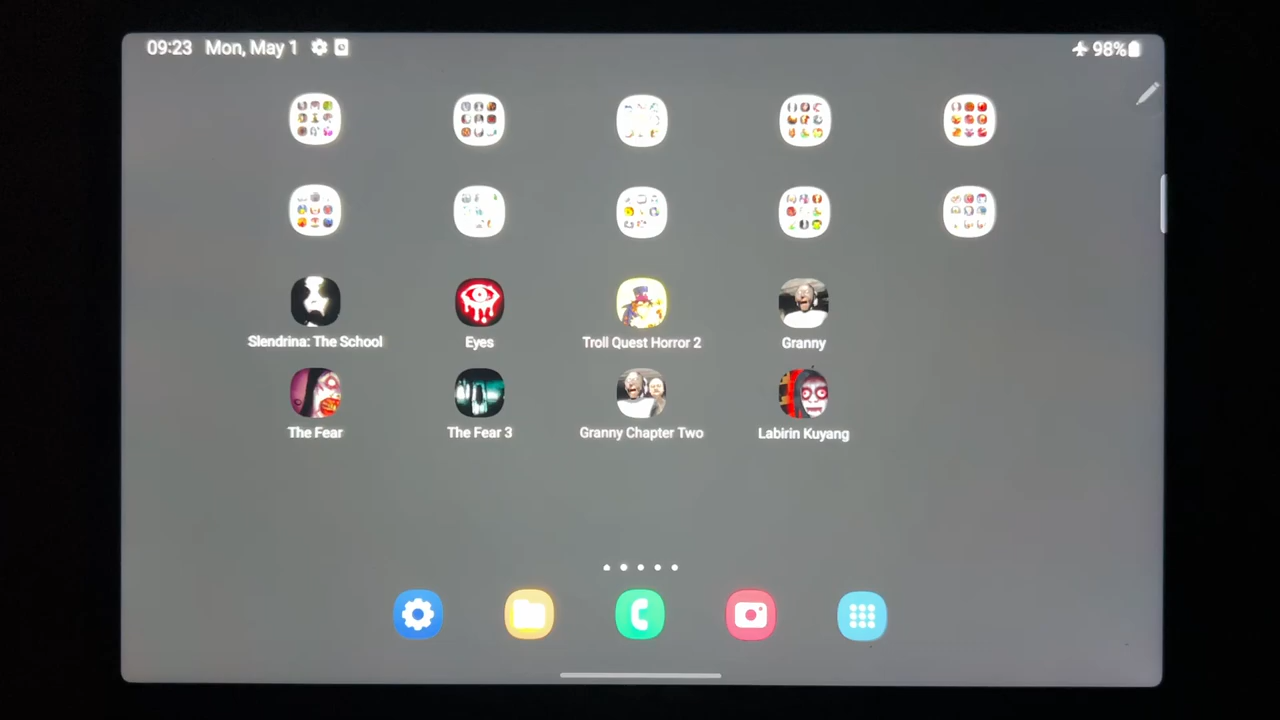 09:23 Mon, May 1
98%
Slendrina: The School
Eyes
Troll Quest Horror 2
Granny
The Fear
The Fear 3
Granny Chapter Two
Labirin Kuyang